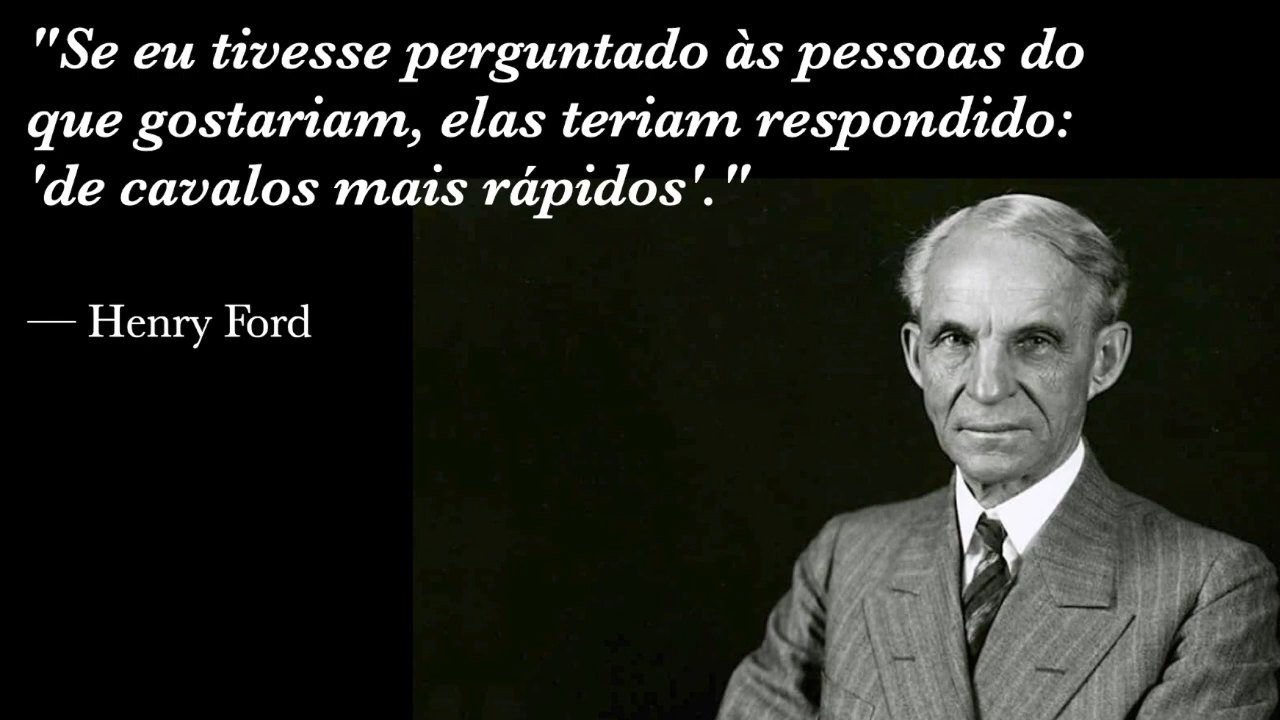 "Se eu tivesse perguntado às pessoas do
que gostariam, elas teriam respondido:
'de cavalos mais rápidos'."
— Henry Ford